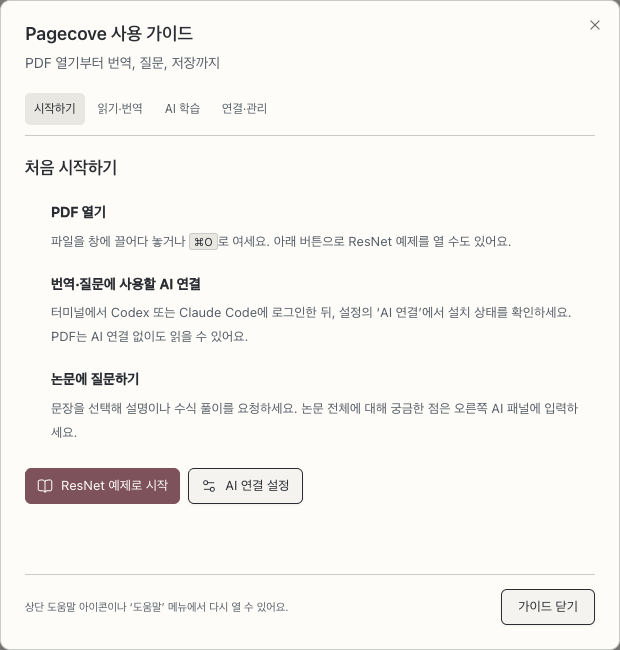 Pagecove 사용 가이드
PDF 열기부터 번역, 질문, 저장까지
시작하기 읽기·번역 AI 학습 연결·관리
처음 시작하기
PDF 열기
파일을 창에 끌어다 놓거나 ⌘O로 여세요. 아래 버튼으로 ResNet 예제를 열 수도 있어요.
번역·질문에 사용할 AI 연결
터미널에서 Codex 또는 Claude Code에 로그인한 뒤, 설정의 ‘AI 연결’에서 설치 상태를 확인하세요.
PDF는 AI 연결 없이도 읽을 수 있어요.
논문에 질문하기
문장을 선택해 설명이나 수식 풀이를 요청하세요. 논문 전체에 대해 궁금한 점은 오른쪽 AI 패널에 입력하
세요.
ResNet 예제로 시작 AI 연결 설정
상단 도움말 아이콘이나 ‘도움말’ 메뉴에서 다시 열 수 있어요.
가이드 닫기